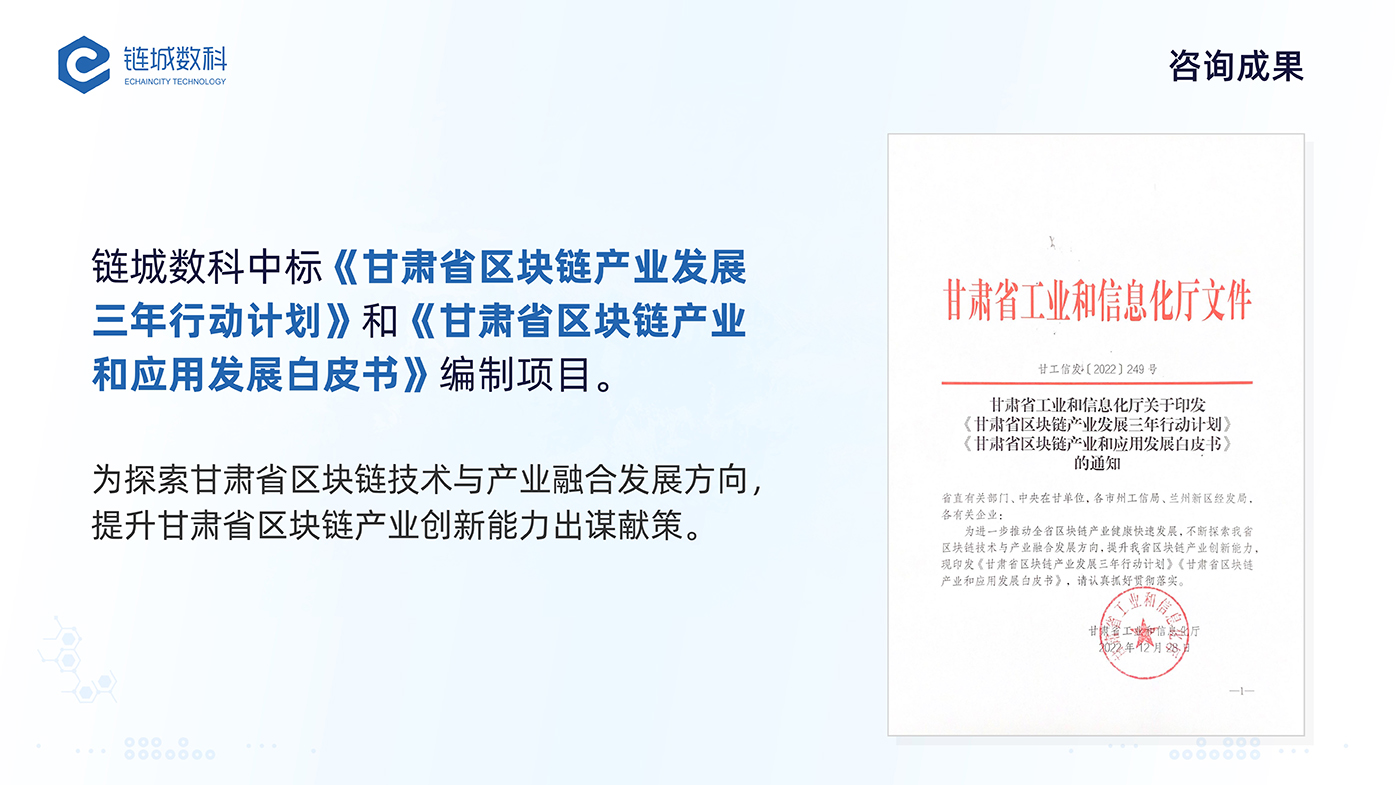 链城数科
ECHAINCITY TECHNOLOGY
咨询成果
链城数科中标《甘肃省区块链产业发展
三年行动计划》和《甘肃省区块链产业
和应用发展白皮书》编制项目。
为探索甘肃省区块链技术与产业融合发展方向，
提升甘肃省区块链产业创新能力出谋献策。
甘肃省工业和信息化厅文件
甘工信发〔2022〕249 号
甘肃省工业和信息化厅关于印发
《甘肃省区块链产业发展三年行动计划》
《甘肃省区块链产业和应用发展白皮书》
的通知
省直有关部门、中央在甘单位，各市州工信局、兰州新区经发局，
各有关企业：
为进一步推动全省区块链产业健康快速发展，不断探索我省
区块链技术与产业融合发展方向，提升我省区块链产业创新能力，
现印发《甘肃省区块链产业发展三年行动计划》《甘肃省区块链
产业和应用发展白皮书》，请认真抓好贯彻落实。
甘肃省工业和信息化厅
2022 年 12 月 28 日
甘肃省工业和信息化厅
—1—